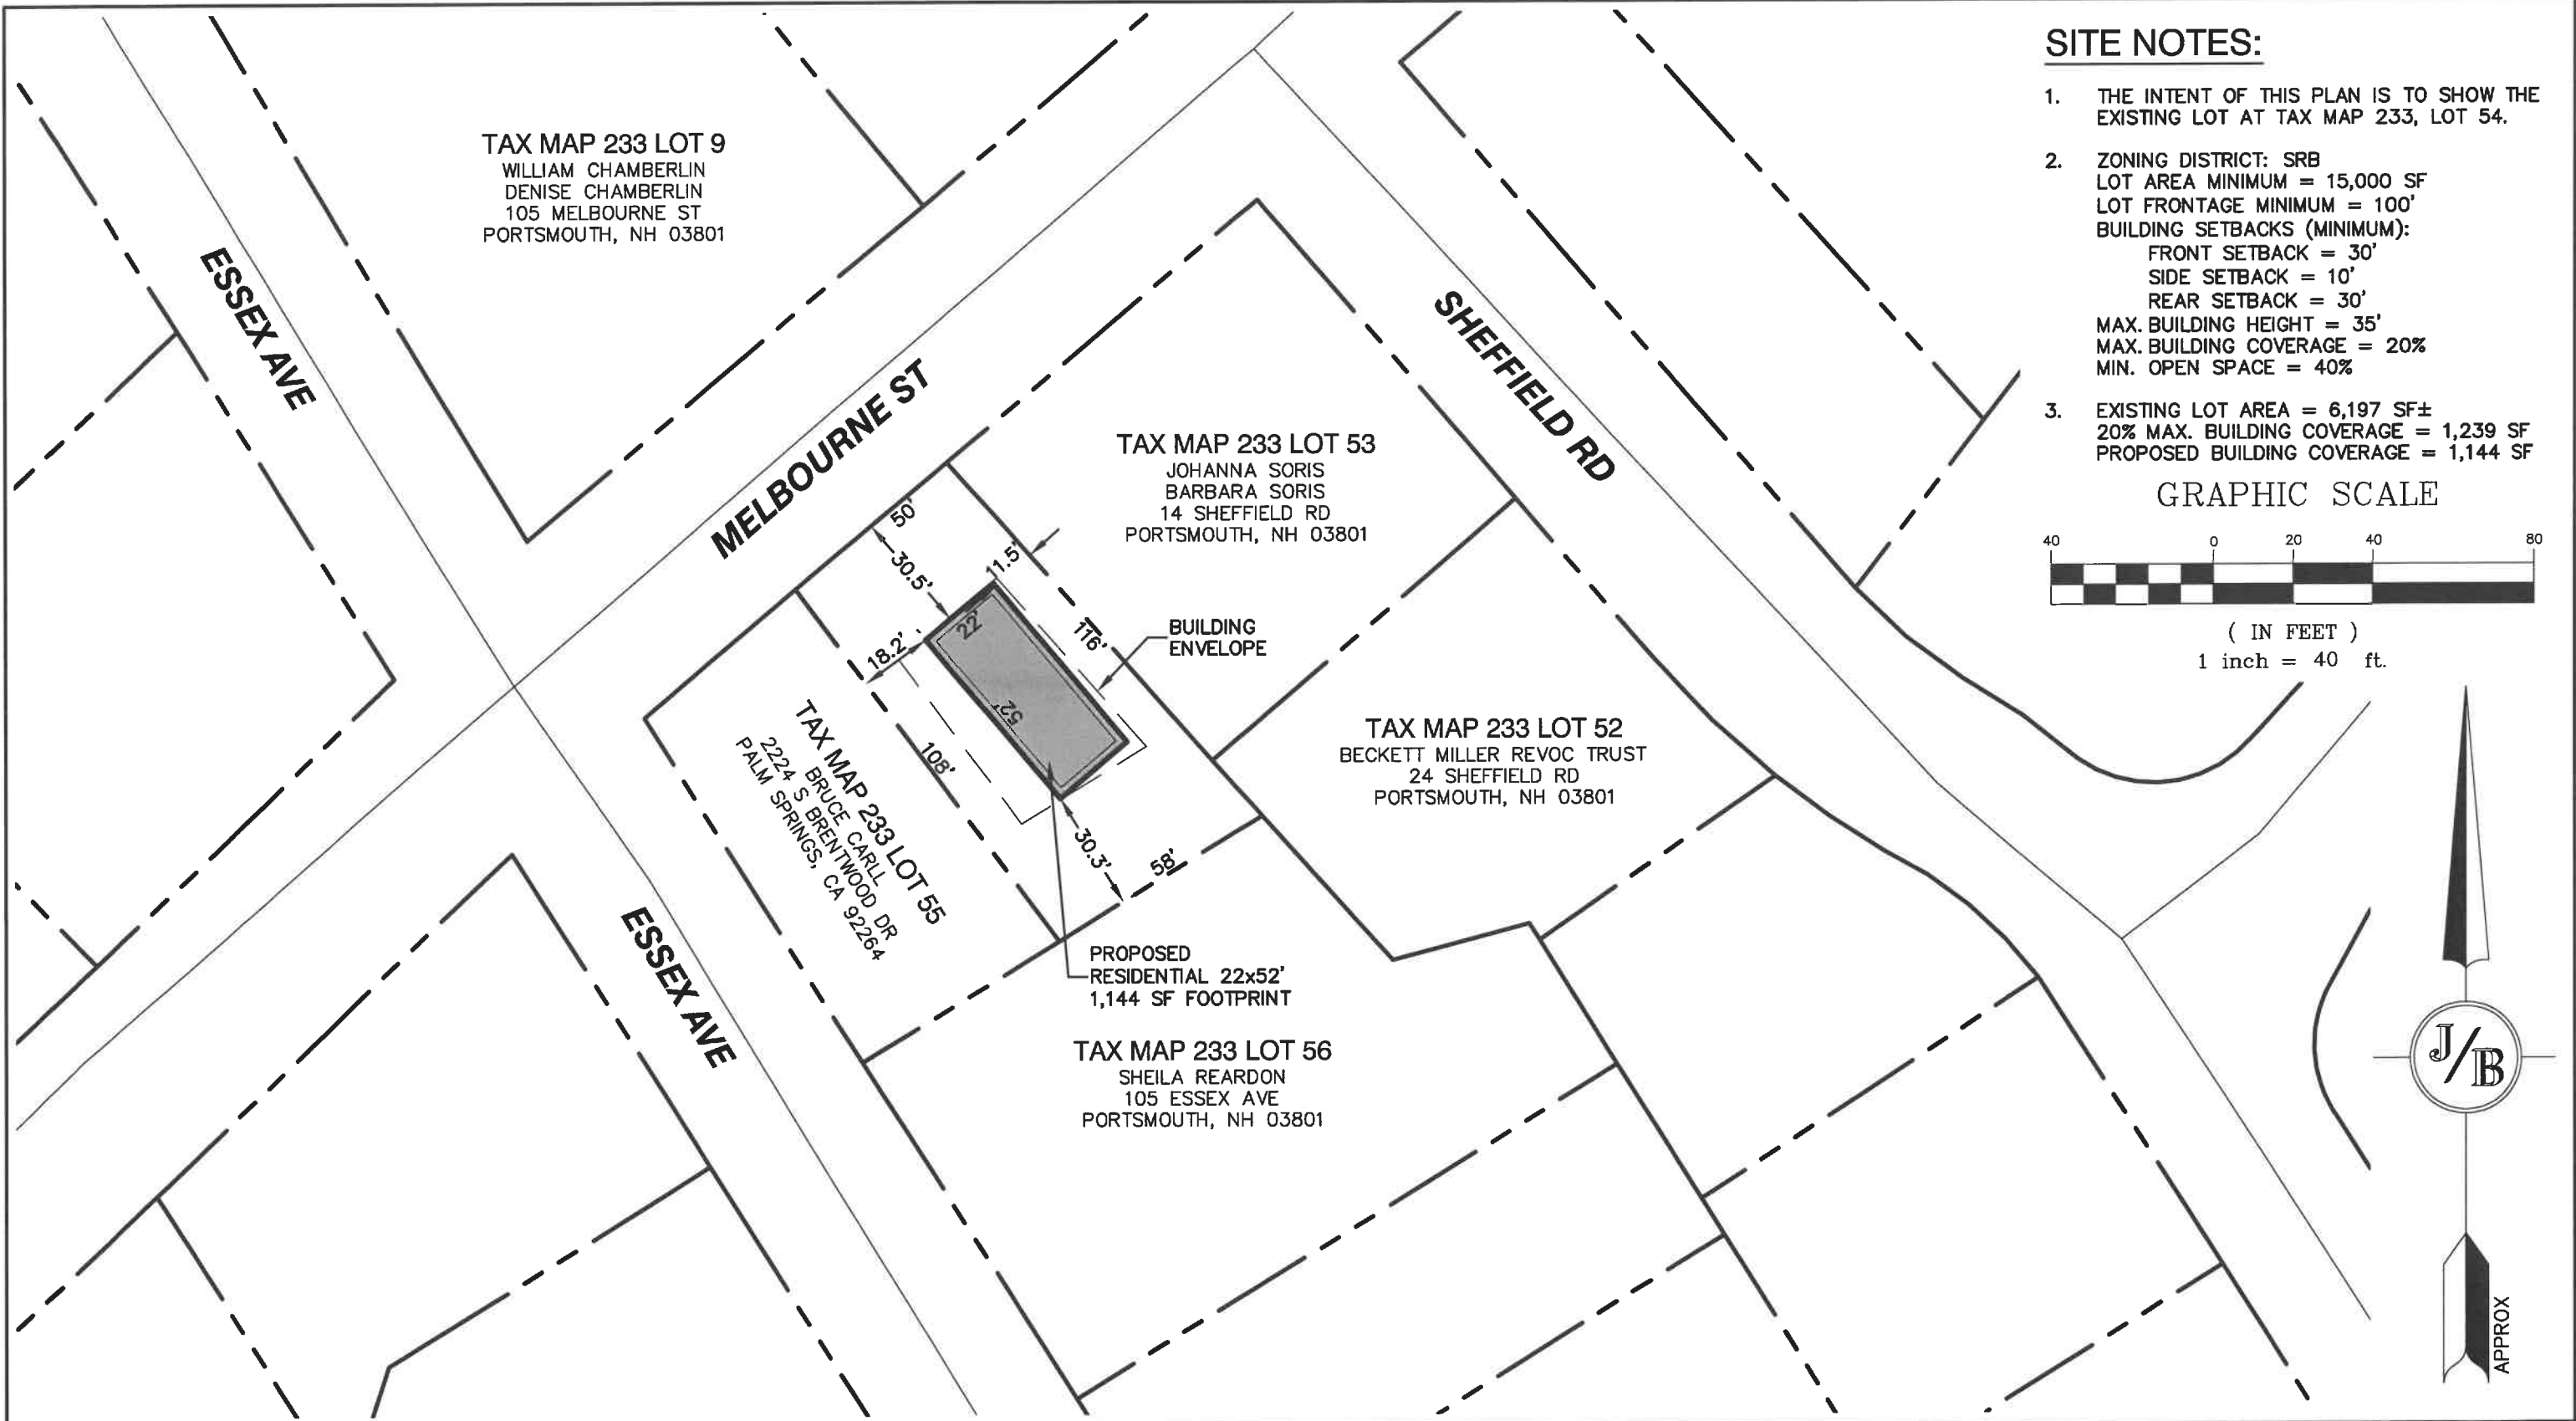 SITE NOTES:
1. THE INTENT OF THIS PLAN IS TO SHOW THE
EXISTING LOT AT TAX MAP 233, LOT 54.
2. ZONING DISTRICT: SRB
LOT AREA MINIMUM = 15,000 SF
LOT FRONTAGE MINIMUM = 100'
BUILDING SETBACKS (MINIMUM):
FRONT SETBACK = 30'
SIDE SETBACK = 10'
REAR SETBACK = 30'
MAX. BUILDING HEIGHT = 35'
MAX. BUILDING COVERAGE = 20%
MIN. OPEN SPACE = 40%
3. EXISTING LOT AREA = 6,197 SF±
20% MAX. BUILDING COVERAGE = 1,239 SF
PROPOSED BUILDING COVERAGE = 1,144 SF
GRAPHIC SCALE
40 0 20 40 80
( IN FEET )
1 inch = 40 ft.
TAX MAP 233 LOT 9
WILLIAM CHAMBERLIN
DENISE CHAMBERLIN
105 MELBOURNE ST
PORTSMOUTH, NH 03801
ESSEX AVE
MELBOURNE ST
SHEFFIELD RD
TAX MAP 233 LOT 53
JOHANNA SORIS
BARBARA SORIS
14 SHEFFIELD RD
PORTSMOUTH, NH 03801
50'
30.5'
11.5'
22'
18.2'
116'
BUILDING
ENVELOPE
52'
108'
30.3'
58'
TAX MAP 233 LOT 52
BECKETT MILLER REVOC TRUST
24 SHEFFIELD RD
PORTSMOUTH, NH 03801
TAX MAP 233 LOT 55
BRUCE CARLL
2224 S BRENTWOOD DR
PALM SPRINGS, CA 92264
PROPOSED
RESIDENTIAL 22x52'
1,144 SF FOOTPRINT
ESSEX AVE
TAX MAP 233 LOT 56
SHEILA REARDON
105 ESSEX AVE
PORTSMOUTH, NH 03801
J/B
APPROX